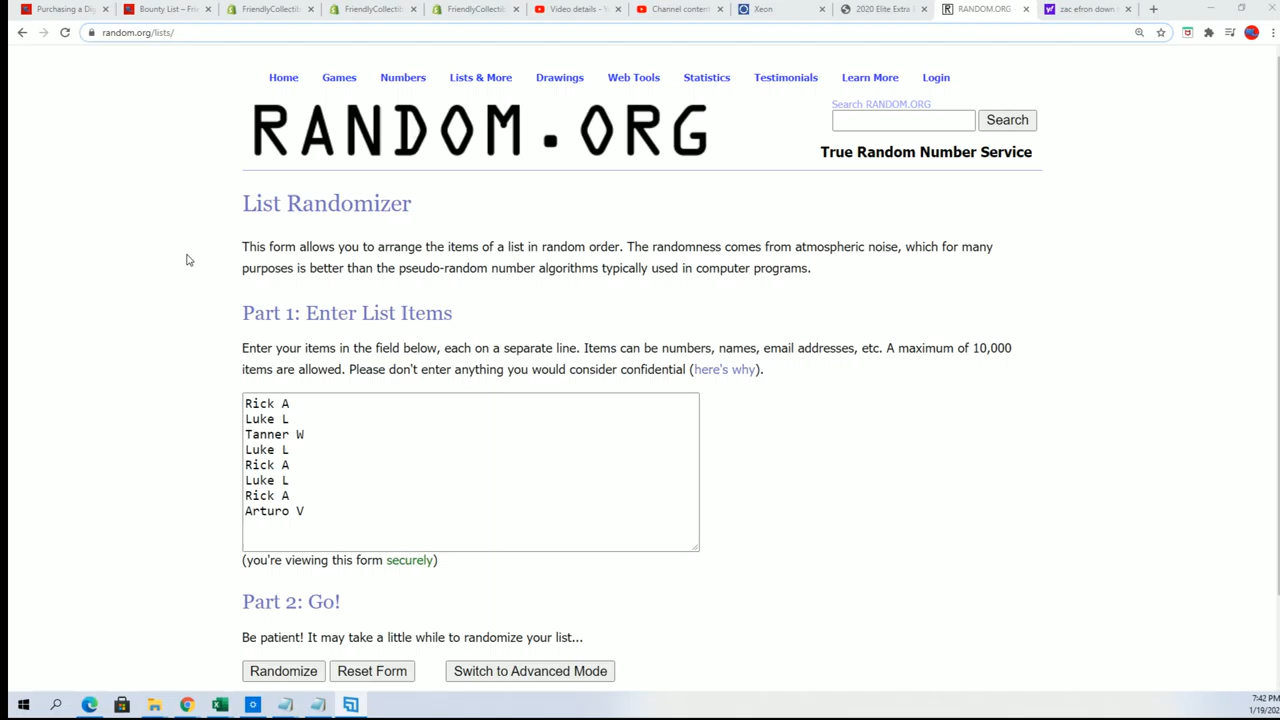 Purchasing a Dig
Bounty List – Frie
FriendlyCollectib
FriendlyCollectib
FriendlyCollectib
Video details - Y
Channel content
Xeon
2020 Elite Extra
RANDOM.ORG
zac efron down
random.org/lists/
Home Games Numbers Lists & More Drawings Web Tools Statistics Testimonials Learn More Login
RANDOM.ORG
Search RANDOM.ORG
Search
True Random Number Service
List Randomizer
This form allows you to arrange the items of a list in random order. The randomness comes from atmospheric noise, which for many
purposes is better than the pseudo-random number algorithms typically used in computer programs.
Part 1: Enter List Items
Enter your items in the field below, each on a separate line. Items can be numbers, names, email addresses, etc. A maximum of 10,000
items are allowed. Please don't enter anything you would consider confidential (here's why).
Rick A
Luke L
Tanner W
Luke L
Rick A
Luke L
Rick A
Arturo V
(you're viewing this form securely)
Part 2: Go!
Be patient! It may take a little while to randomize your list...
Randomize Reset Form Switch to Advanced Mode
7:42 PM
1/19/202